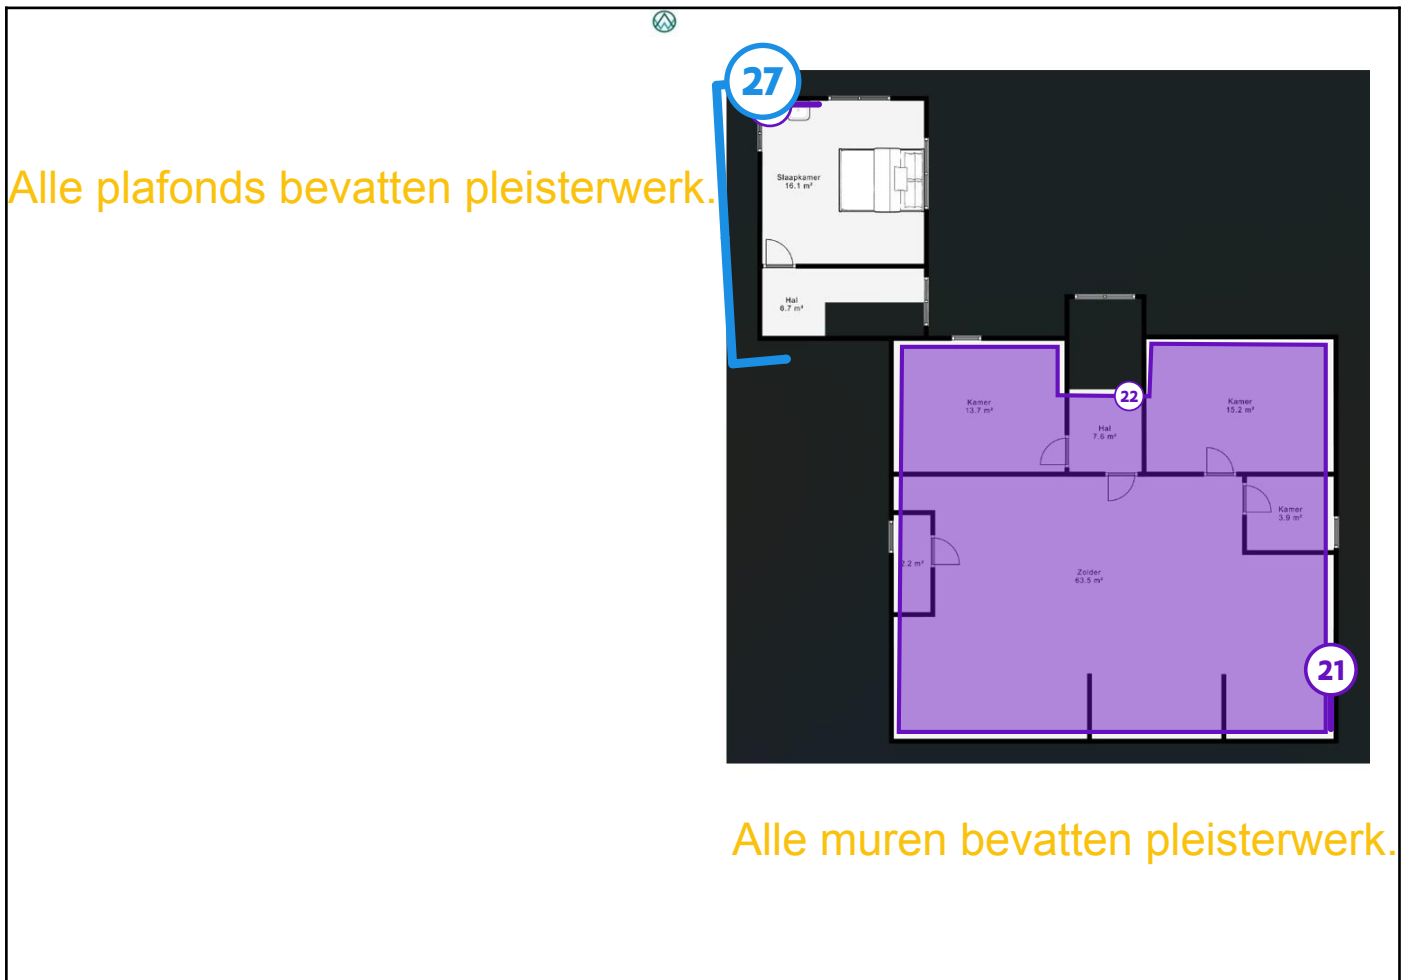 27
Alle plafonds bevatten pleisterwerk.
Slaapkamer
16.1 m²
Hal
6.7 m²
Kamer
13.7 m²
22
Hal
7.6 m²
Kamer
15.2 m²
Kamer
3.9 m²
2.2 m²
Zolder
63.5 m²
21
Alle muren bevatten pleisterwerk.